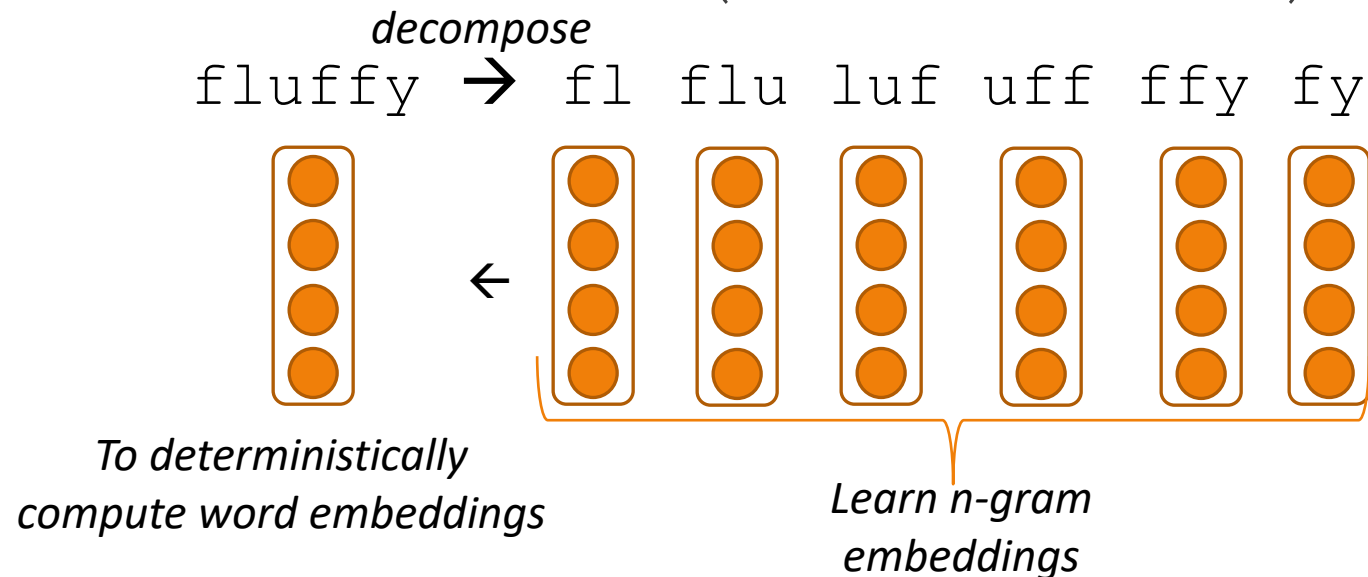 decompose
fluffy → fl flu luf uff ffy fy
←
To deterministically
compute word embeddings
Learn n-gram
embeddings